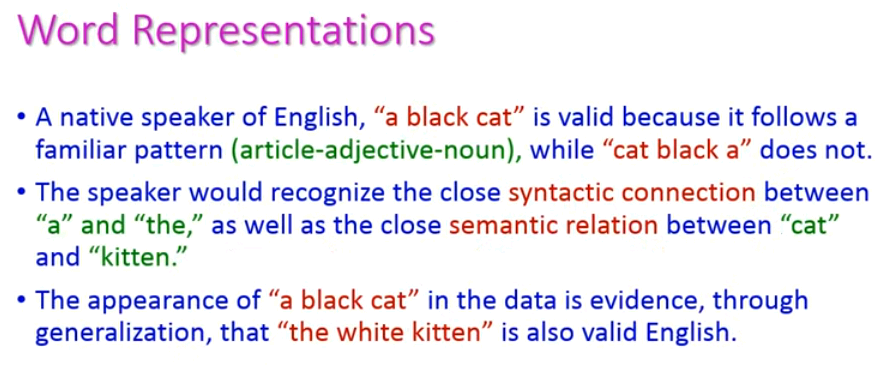 Word Representations
• A native speaker of English, “a black cat” is valid because it follows a
familiar pattern (article-adjective-noun), while “cat black a” does not.
• The speaker would recognize the close syntactic connection between
“a” and “the,” as well as the close semantic relation between “cat”
and “kitten.”
• The appearance of “a black cat” in the data is evidence, through
generalization, that “the white kitten” is also valid English.